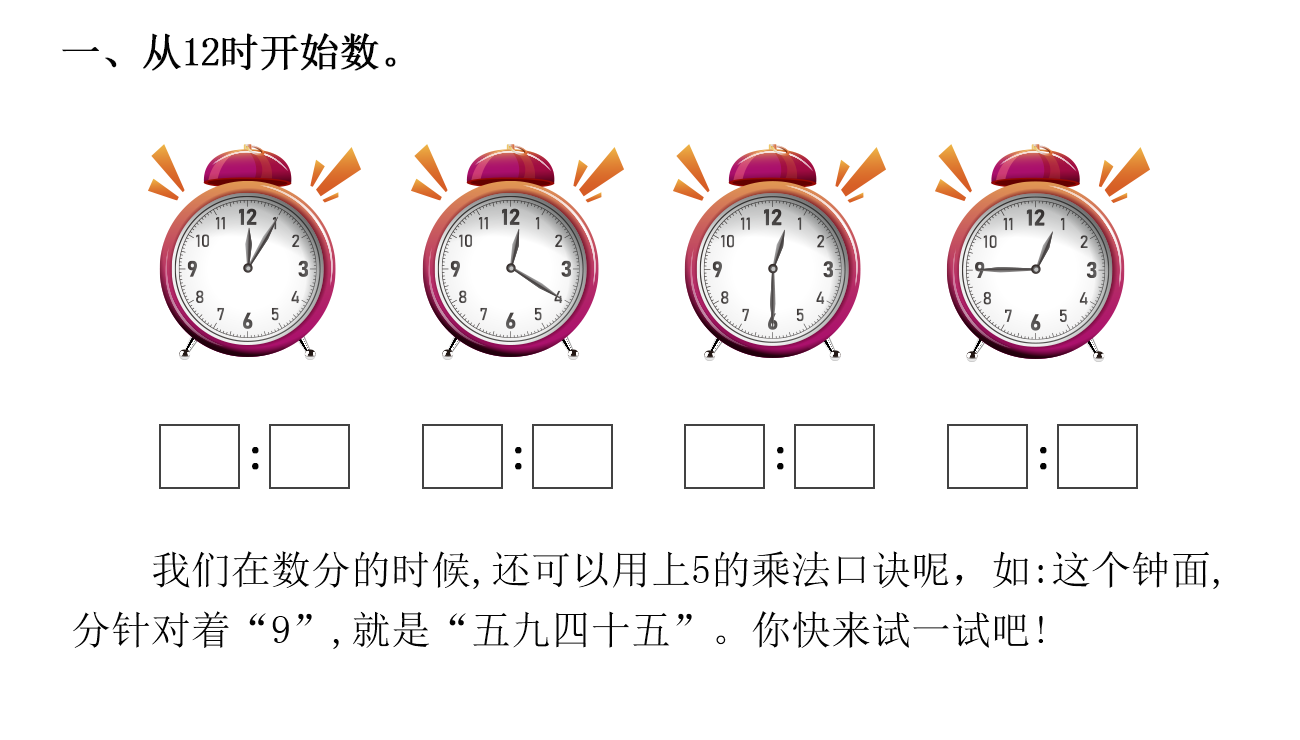 一、从12时开始数。
12 1 2 3 4 5 6 7 8 9 10 11
12 1 2 3 4 5 6 7 8 9 10 11
12 1 2 3 4 5 6 7 8 9 10 11
12 1 2 3 4 5 6 7 8 9 10 11
: : : :
我们在数分的时候,还可以用上5的乘法口诀呢，如:这个钟面,
分针对着“9”,就是“五九四十五”。你快来试一试吧!